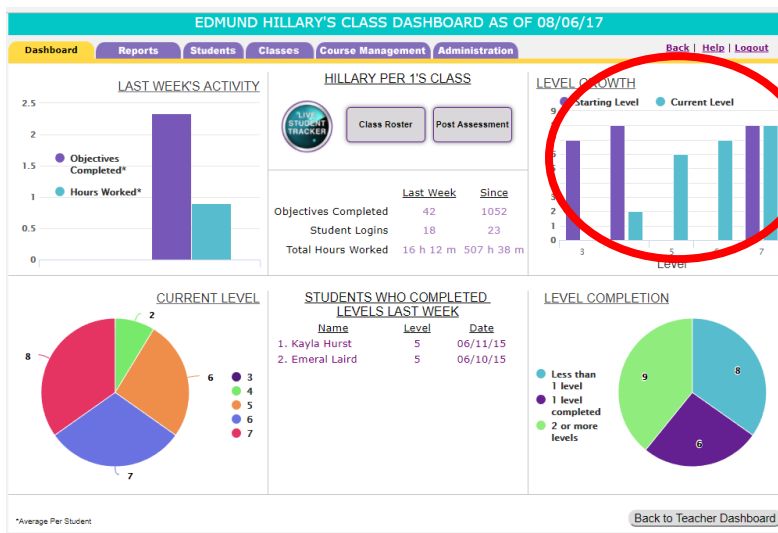 EDMUND HILLARY'S CLASS DASHBOARD AS OF 08/06/17
Dashboard Reports Students Classes Course Management Administration Back | Help | Logout
LAST WEEK'S ACTIVITY
2.5
2
1.5
1
0.5
0
Objectives
Completed*
Hours Worked*
HILLARY PER 1'S CLASS
"LIVE"
STUDENT
TRACKER
Class Roster
Post Assessment
Last Week Since
Objectives Completed 42 1052
Student Logins 18 23
Total Hours Worked 16 h 12 m 507 h 38 m
LEVEL GROWTH
Starting Level Current Level
9
3
2
1
0
3 5 7
Level
CURRENT LEVEL
2
8
6
7
3
4
5
6
7
STUDENTS WHO COMPLETED
LEVELS LAST WEEK
Name Level Date
1. Kayla Hurst 5 06/11/15
2. Emeral Laird 5 06/10/15
LEVEL COMPLETION
Less than
1 level
1 level
completed
2 or more
levels
9
8
6
*Average Per Student
Back to Teacher Dashboard